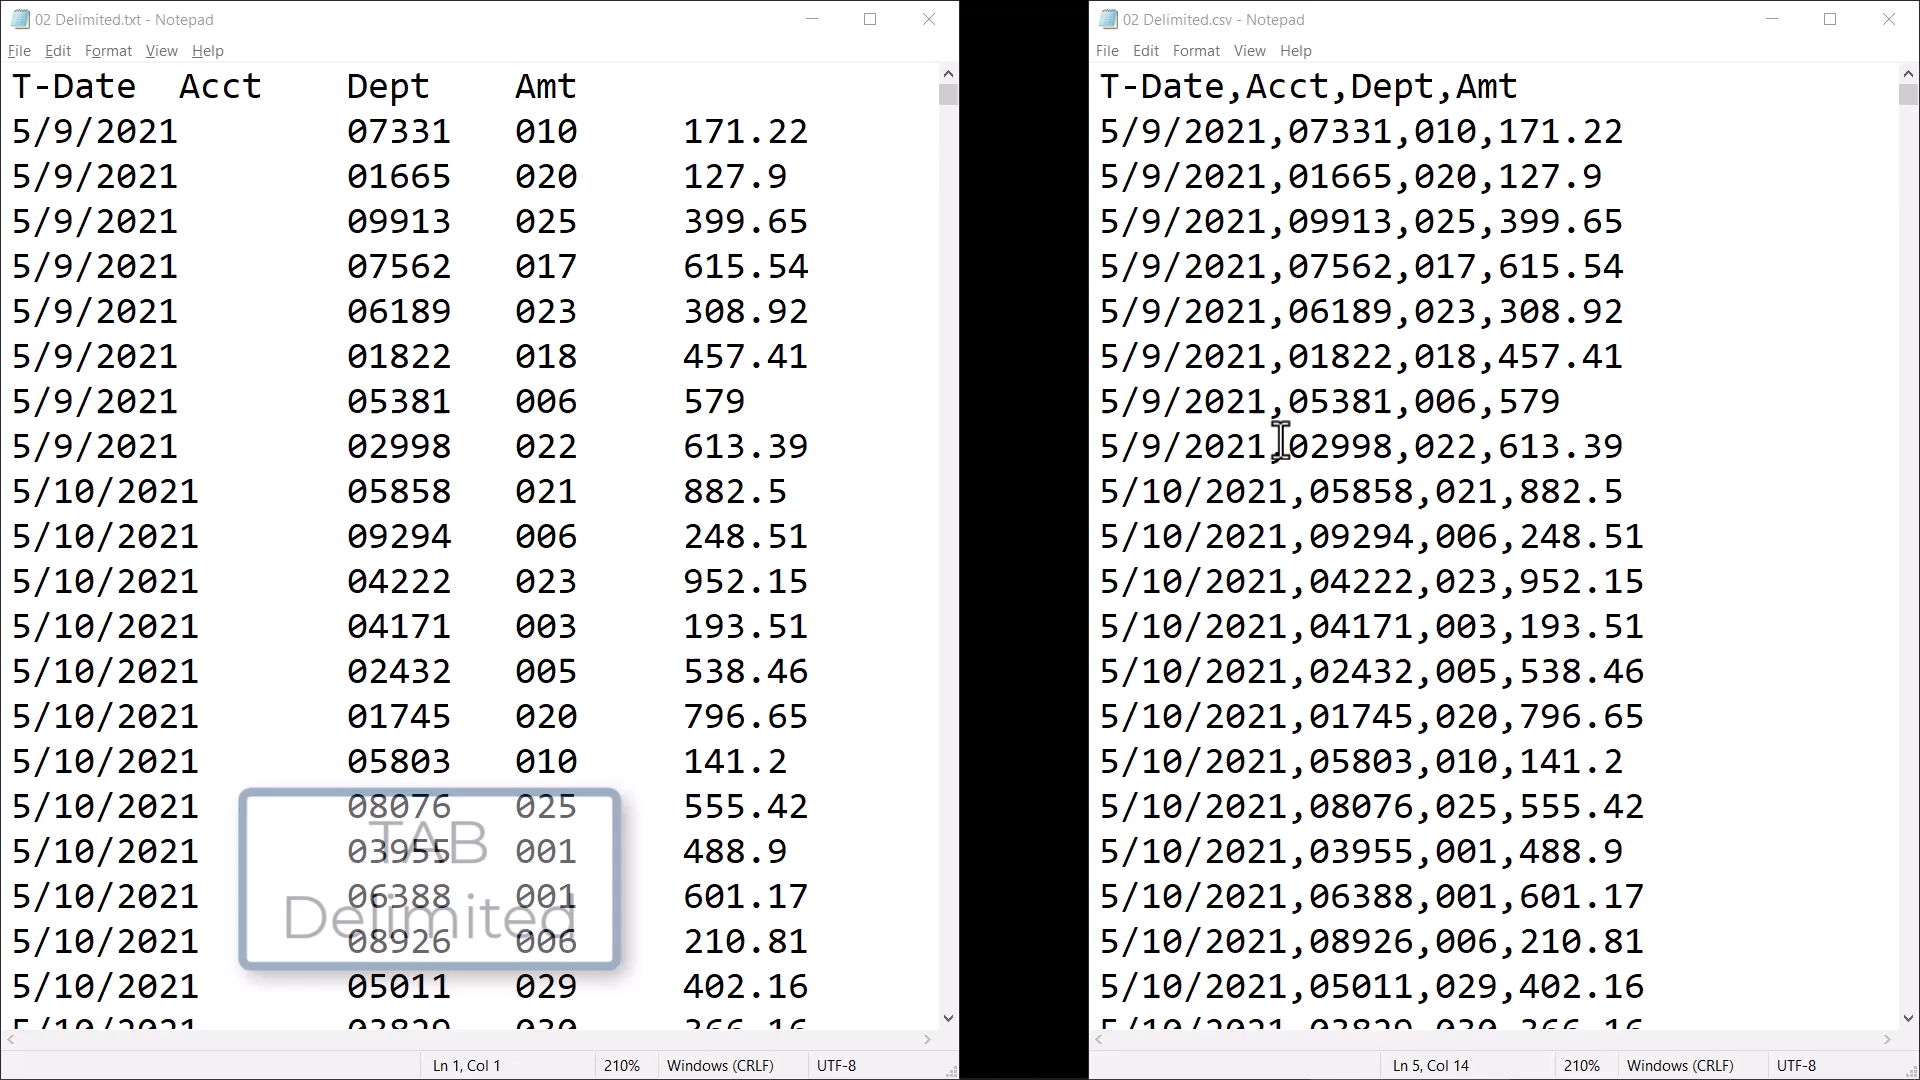 02 Delimited.txt - Notepad
File Edit Format View Help
T-Date Acct Dept Amt
5/9/2021 07331 010 171.22
5/9/2021 01665 020 127.9
5/9/2021 09913 025 399.65
5/9/2021 07562 017 615.54
5/9/2021 06189 023 308.92
5/9/2021 01822 018 457.41
5/9/2021 05381 006 579
5/9/2021 02998 022 613.39
5/10/2021 05858 021 882.5
5/10/2021 09294 006 248.51
5/10/2021 04222 023 952.15
5/10/2021 04171 003 193.51
5/10/2021 02432 005 538.46
5/10/2021 01745 020 796.65
5/10/2021 05803 010 141.2
5/10/2021 08076 025 555.42
5/10/2021 03955 001 488.9
5/10/2021 06388 001 601.17
5/10/2021 08926 006 210.81
5/10/2021 05011 029 402.16
5/10/2021 03829 030 366.16
TAB
Delimited
Ln 1, Col 1 210% Windows (CRLF) UTF-8
02 Delimited.csv - Notepad
File Edit Format View Help
T-Date,Acct,Dept,Amt
5/9/2021,07331,010,171.22
5/9/2021,01665,020,127.9
5/9/2021,09913,025,399.65
5/9/2021,07562,017,615.54
5/9/2021,06189,023,308.92
5/9/2021,01822,018,457.41
5/9/2021,05381,006,579
5/9/2021,02998,022,613.39
5/10/2021,05858,021,882.5
5/10/2021,09294,006,248.51
5/10/2021,04222,023,952.15
5/10/2021,04171,003,193.51
5/10/2021,02432,005,538.46
5/10/2021,01745,020,796.65
5/10/2021,05803,010,141.2
5/10/2021,08076,025,555.42
5/10/2021,03955,001,488.9
5/10/2021,06388,001,601.17
5/10/2021,08926,006,210.81
5/10/2021,05011,029,402.16
5/10/2021,03829,030,366.16
Ln 5, Col 14 210% Windows (CRLF) UTF-8